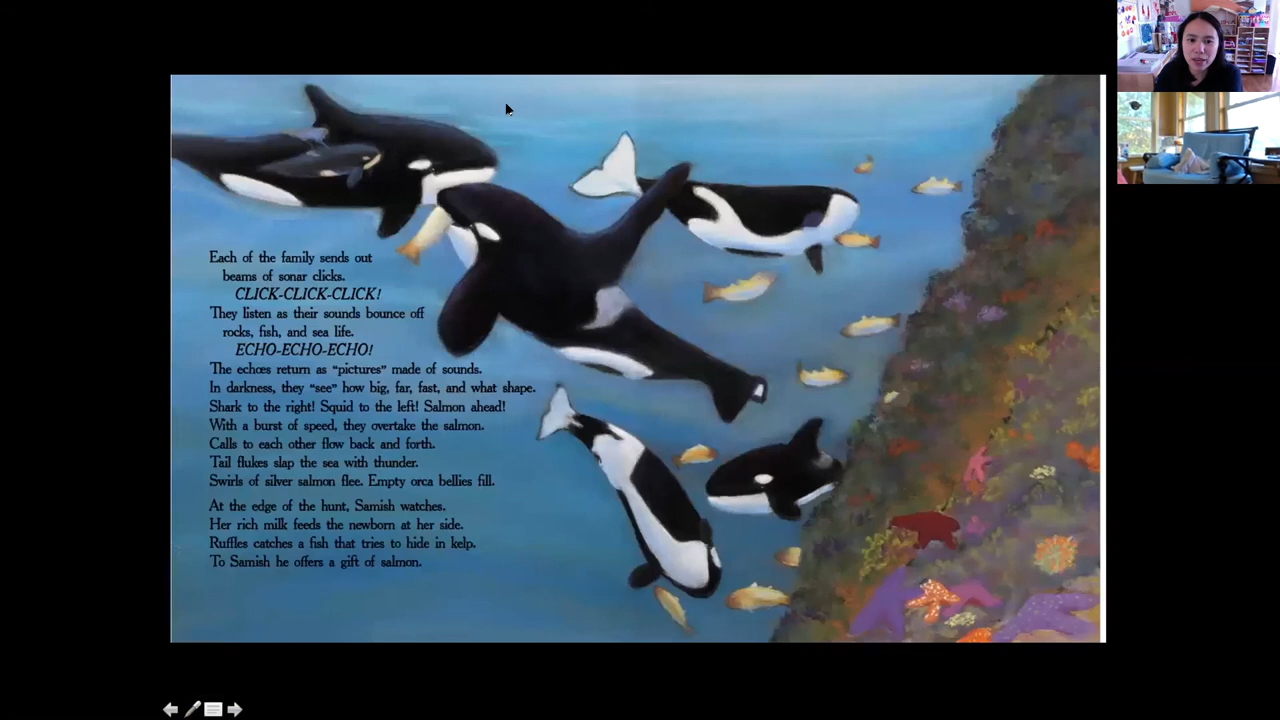 Each of the family sends out
beams of sonar clicks.
CLICK-CLICK-CLICK!
They listen as their sounds bounce off
rocks, fish, and sea life.
ECHO-ECHO-ECHO!
The echoes return as “pictures” made of sounds.
In darkness, they “see” how big, far, fast, and what shape.
Shark to the right! Squid to the left! Salmon ahead!
With a burst of speed, they overtake the salmon.
Calls to each other flow back and forth.
Tail flukes slap the sea with thunder.
Swirls of silver salmon flee. Empty orca bellies fill.
At the edge of the hunt, Samish watches.
Her rich milk feeds the newborn at her side.
Ruffles catches a fish that tries to hide in kelp.
To Samish he offers a gift of salmon.